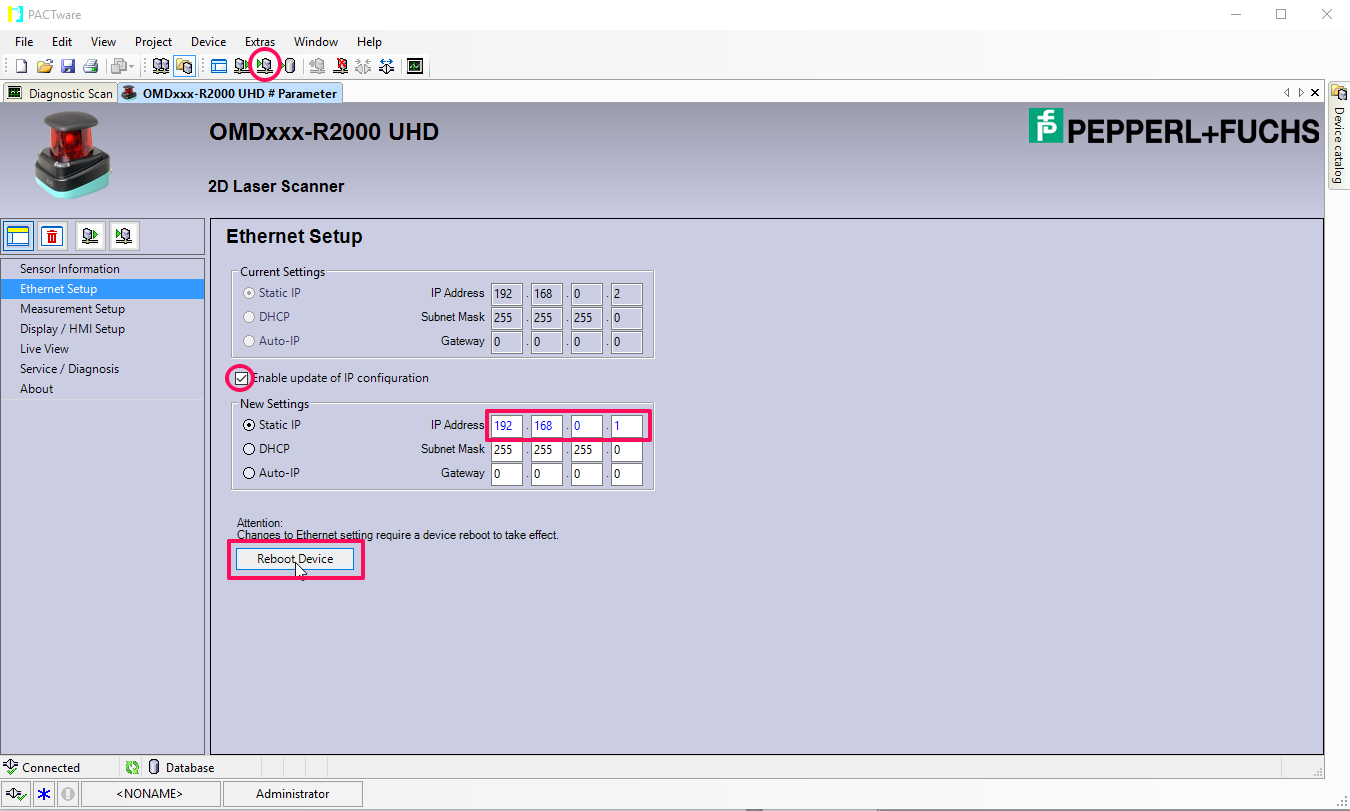 PACTware
File Edit View Project Device Extras Window Help
Diagnostic Scan OMDxxx-R2000 UHD # Parameter
Device catalog
OMDxxx-R2000 UHD
PEPPERL+FUCHS
2D Laser Scanner
Sensor Information
Ethernet Setup
Measurement Setup
Display / HMI Setup
Live View
Service / Diagnosis
About
Ethernet Setup
Current Settings
Static IP IP Address 192 . 168 . 0 . 2
DHCP Subnet Mask 255 . 255 . 255 . 0
Auto-IP Gateway 0 . 0 . 0 . 0
Enable update of IP configuration
New Settings
Static IP IP Address 192 . 168 . 0 . 1
DHCP Subnet Mask 255 . 255 . 255 . 0
Auto-IP Gateway 0 . 0 . 0 . 0
Attention:
Changes to Ethernet setting require a device reboot to take effect.
Reboot Device
Connected Database
<NONAME> Administrator